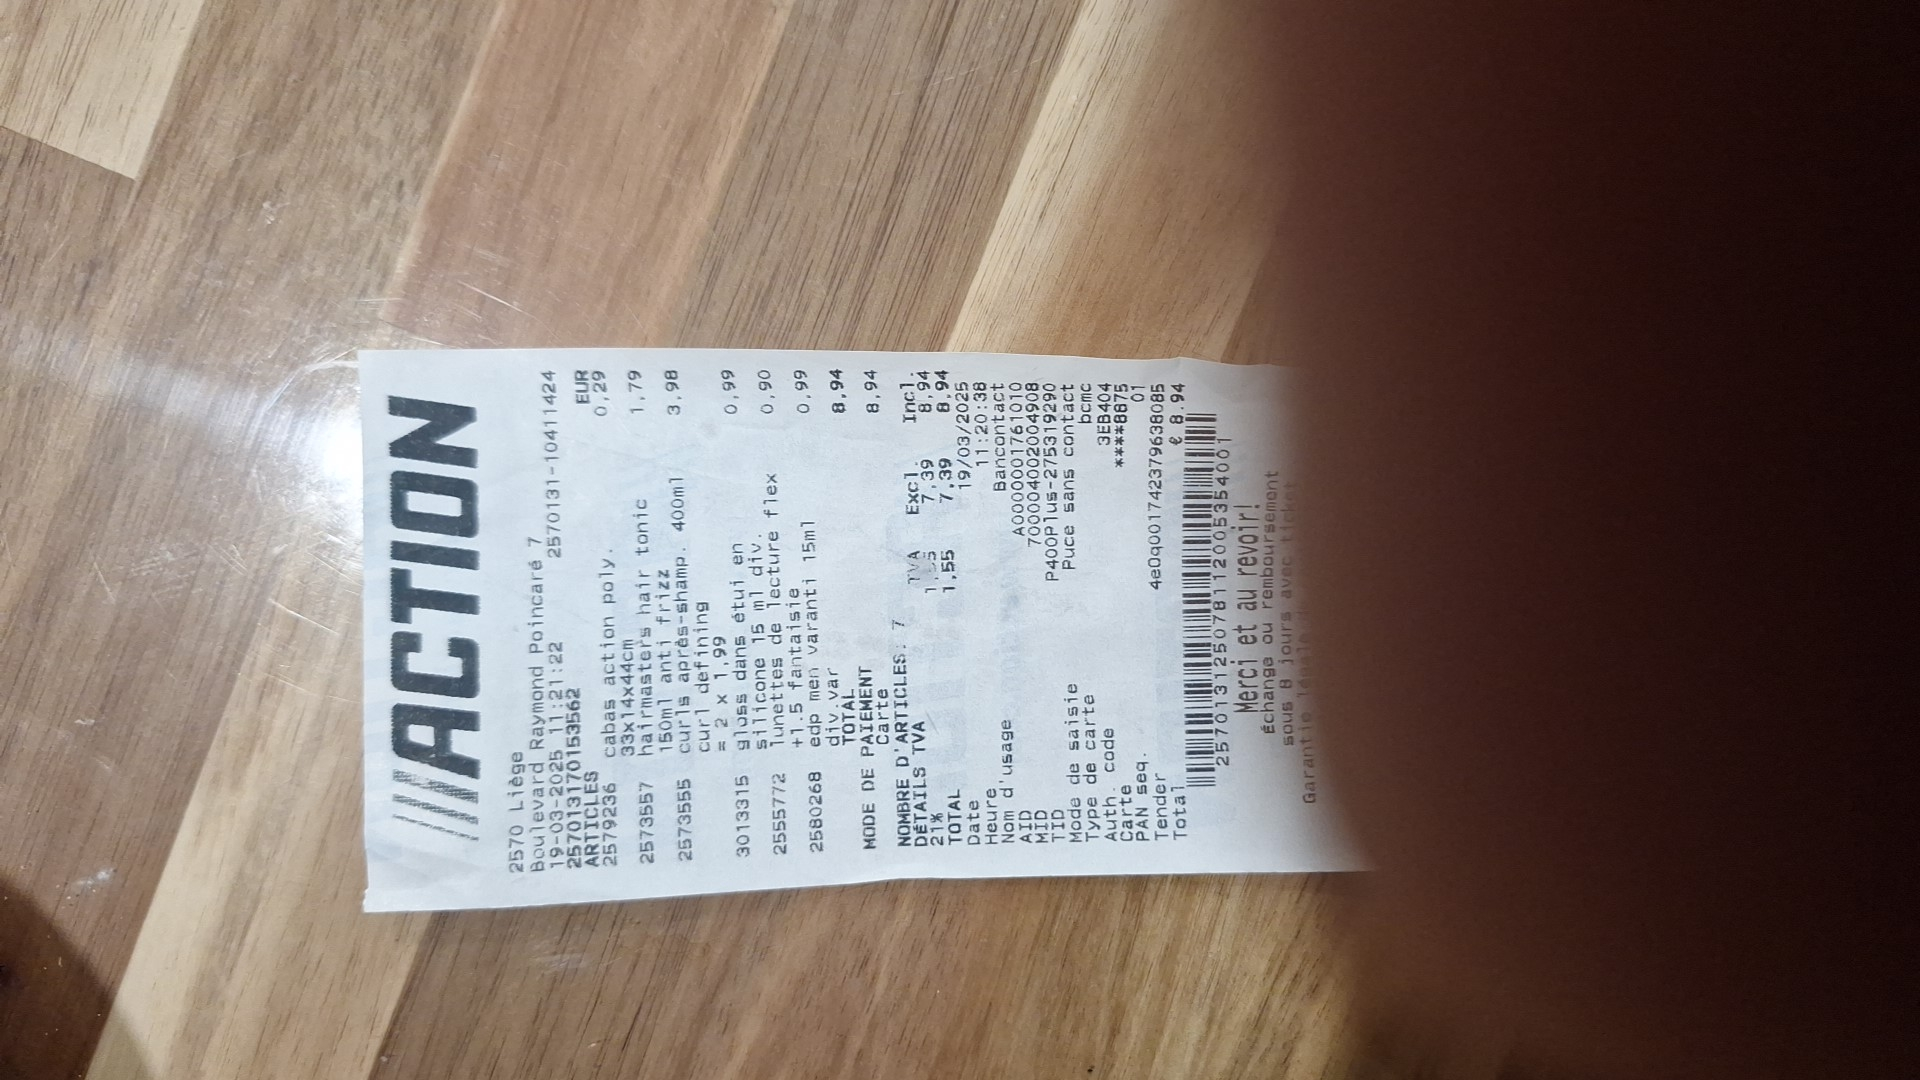 ///ACTION
2570 Liège
Boulevard Raymond Poincaré 7
19-03-2025 11:21:22 2570131-10411424
257013170153562
ARTICLES EUR
2579236 cabas action poly. 0,29
33x14x44cm
2573557 hairmasters hair tonic 1,79
150ml anti frizz
2573555 curls après-shamp. 400ml 3,98
curl defining
= 2 x 1,99
3013315 gloss dans étui en 0,99
silicone 15 ml div.
2555772 lunettes de lecture flex 0,90
+1.5 fantaisie
2580268 edp men varanti 15ml 0,99
div.var
TOTAL 8,94
MODE DE PAIEMENT
Carte 8,94
NOMBRE D'ARTICLES: 7
DÉTAILS TVA TVA Excl. Incl.
21% 1,55 7,39 8,94
TOTAL 1,55 7,39 8,94
Date 19/03/2025
Heure 11:20:38
Nom d'usage Bancontact
AID A0000001761010
MID 70004002004908
TID P400Plus-275319290
Mode de saisie Puce sans contact
Type de carte bcmc
Auth. code 3EB404
Carte ****8875
PAN seq. 01
Tender 4e0q001742379638085
Total € 8.94
2570131250781120053540​01
Merci et au revoir!
Échange ou remboursement
sous 8 jours avec ticket
Garantie légale